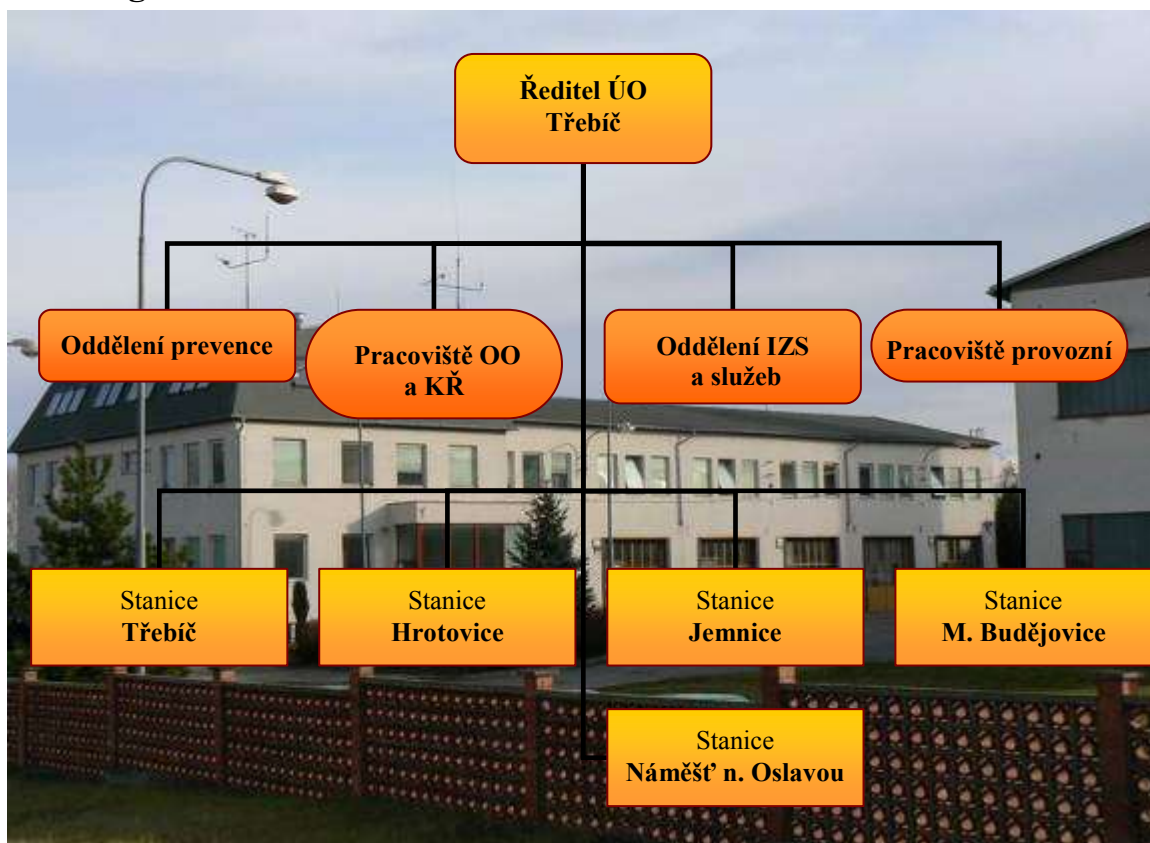 Ředitel ÚO
Třebíč
Oddělení prevence
Pracoviště OO
a KŘ
Oddělení IZS
a služeb
Pracoviště provozní
Stanice
Třebíč
Stanice
Hrotovice
Stanice
Jemnice
Stanice
M. Budějovice
Stanice
Náměšť n. Oslavou